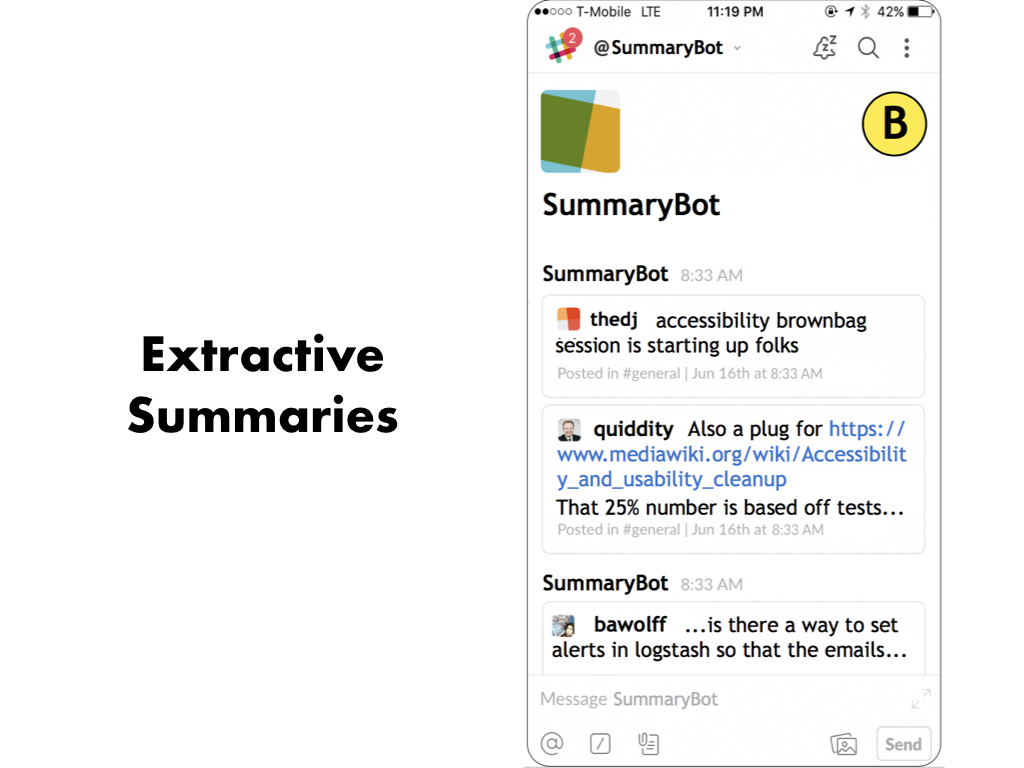 Extractive
Summaries
T-Mobile LTE 11:19 PM 42%
2
@SummaryBot
B
SummaryBot
SummaryBot 8:33 AM
thedj accessibility brownbag
session is starting up folks
Posted in #general | Jun 16th at 8:33 AM
quiddity Also a plug for https://
www.mediawiki.org/wiki/Accessibilit
y_and_usability_cleanup
That 25% number is based off tests...
Posted in #general | Jun 16th at 8:33 AM
SummaryBot 8:33 AM
bawolff ...is there a way to set
alerts in logstash so that the emails...
Message SummaryBot
Send